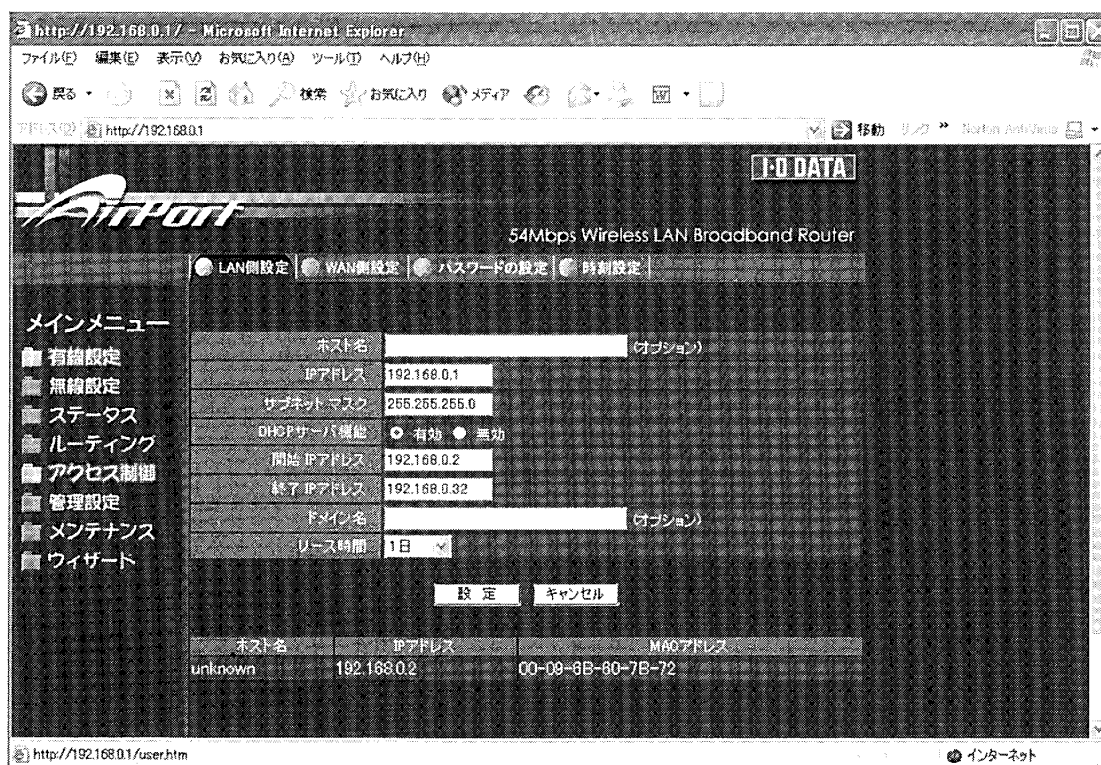 http://192.168.0.1/ - Microsoft Internet Explorer
ファイル(F) 編集(E) 表示(V) お気に入り(A) ツール(T) ヘルプ(H)
戻る 検索 お気に入り メディア
アドレス(D) http://192.168.0.1 移動 リンク » Norton AntiVirus
I-O DATA
AirPort
54Mbps Wireless LAN Broadband Router
LAN側設定 WAN側設定 パスワードの設定 時刻設定
メインメニュー
有線設定
無線設定
ステータス
ルーティング
アクセス制御
管理設定
メンテナンス
ウィザード
ホスト名 (オプション)
IPアドレス 192.168.0.1
サブネット マスク 255.255.255.0
DHCPサーバ機能 有効 無効
開始 IPアドレス 192.168.0.2
終了 IPアドレス 192.168.0.32
ドメイン名 (オプション)
リース時間 1日
設 定 キャンセル
ホスト名 IPアドレス MACアドレス
unknown 192.168.0.2 00-09-6B-60-7B-72
http://192.168.0.1/user.htm インターネット